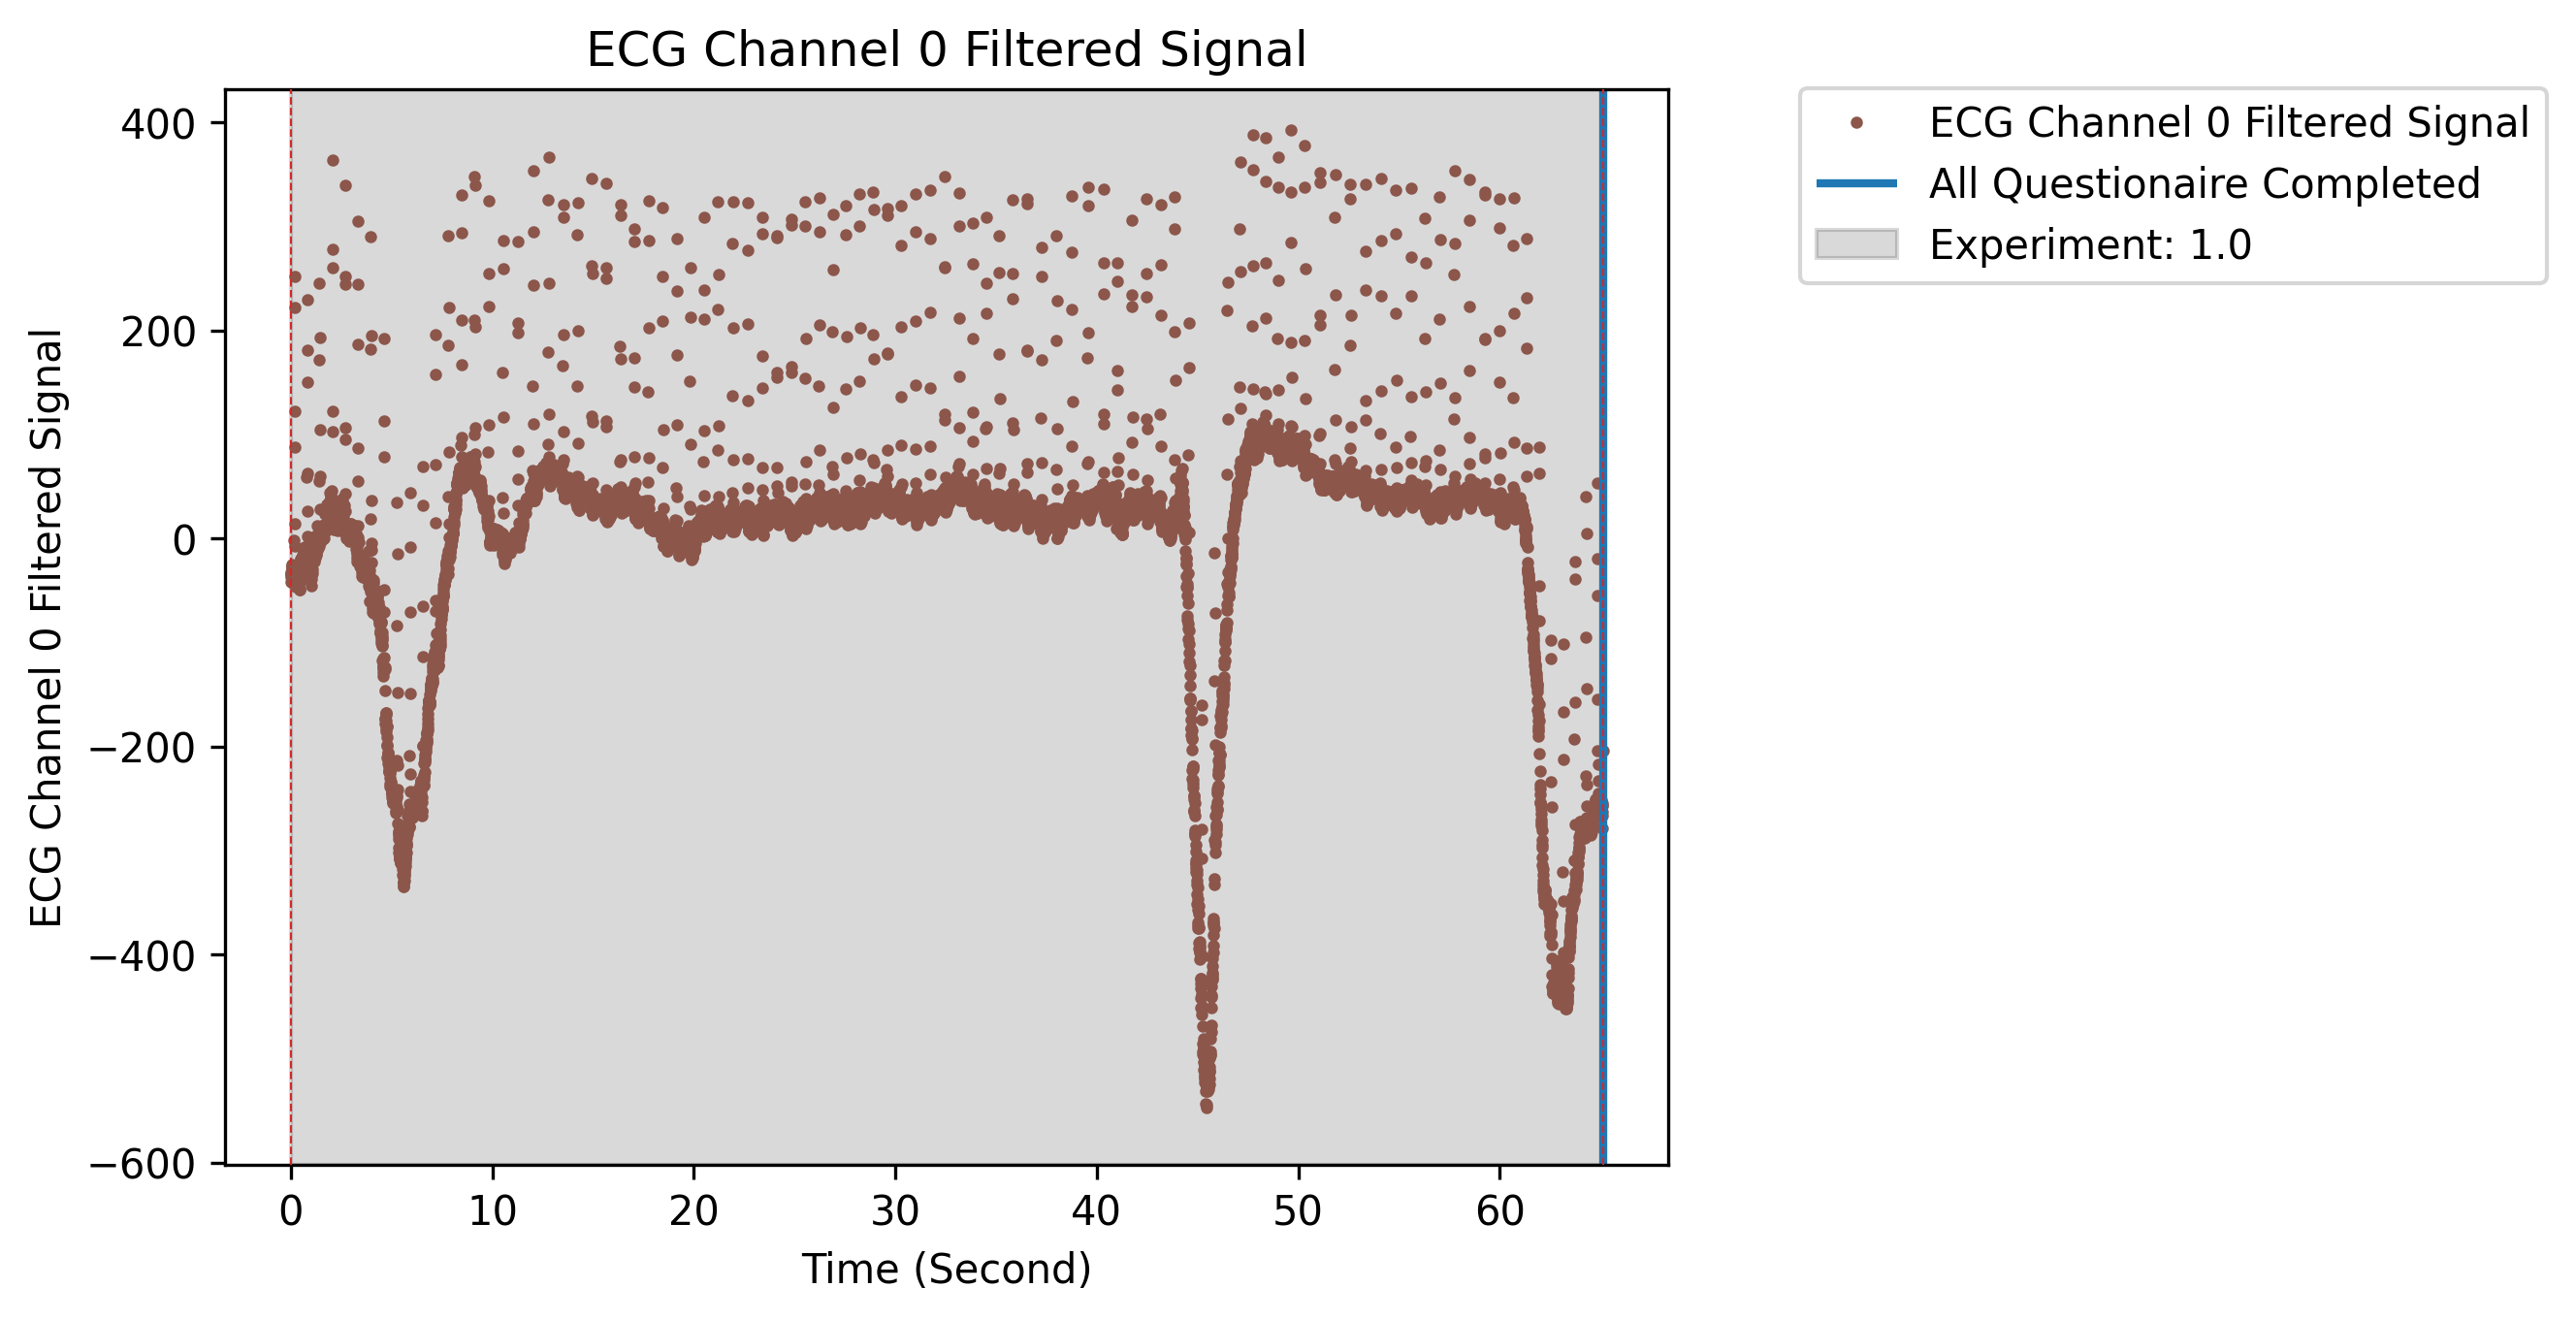 ECG Channel 0 Filtered Signal
ECG Channel 0 Filtered Signal
400
200
0
−200
−400
−600
0 10 20 30 40 50 60
Time (Second)
ECG Channel 0 Filtered Signal
All Questionaire Completed
Experiment: 1.0